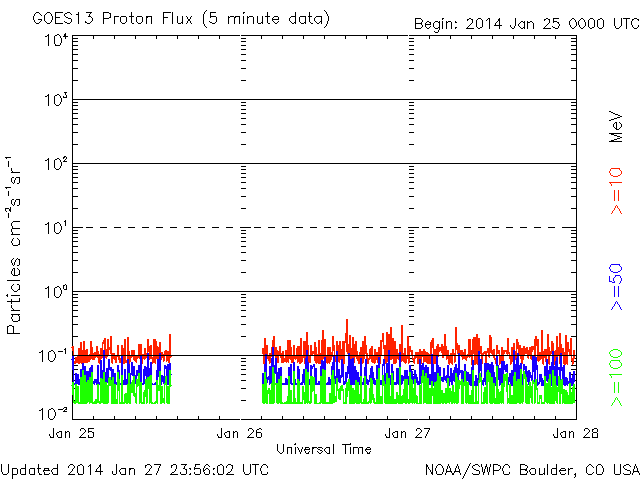 GOES13 Proton Flux (5 minute data) Begin: 2014 Jan 25 0000 UTC
Particles cm⁻²s⁻¹sr⁻¹
10⁴
10³
10²
10¹
10⁰
10⁻¹
10⁻²
Jan 25 Jan 26 Jan 27 Jan 28
Universal Time
MeV
>=10
>=50
>=100
Updated 2014 Jan 27 23:56:02 UTC NOAA/SWPC Boulder, CO USA